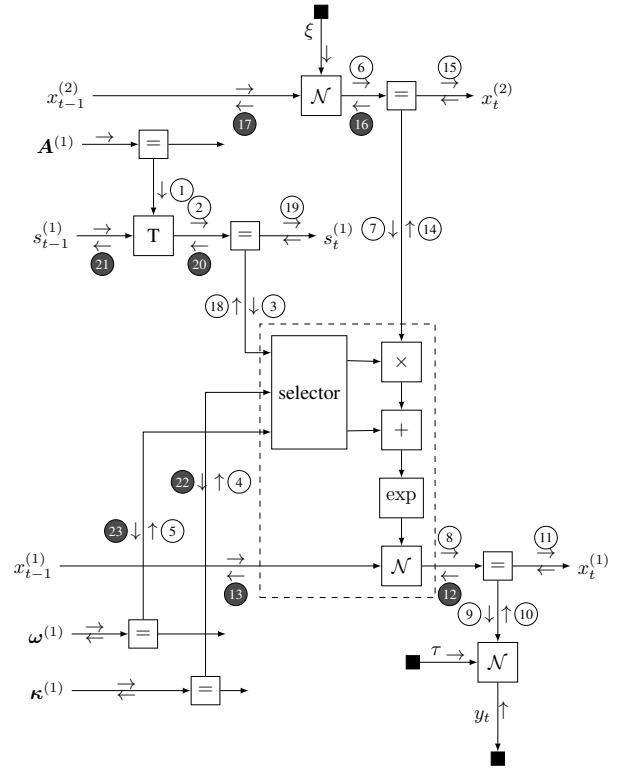 ξ
6 15
x_{t-1}^{(2)} 𝒩 = x_t^{(2)}
17 16
A^{(1)} =
1 2 19
7 14
s_{t-1}^{(1)} T = s_t^{(1)}
21 20
18 3
selector ×
+
22 4
exp
23 5
8 11
x_{t-1}^{(1)} 𝒩 = x_t^{(1)}
13 12
9 10
ω^{(1)} =
τ 𝒩
κ^{(1)} =
y_t